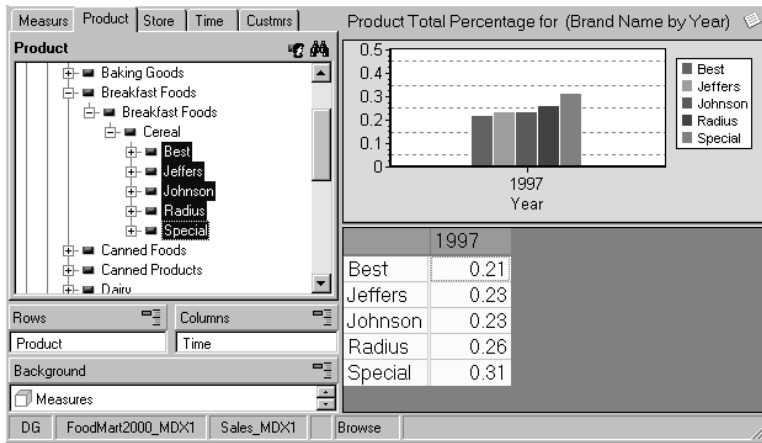 Measurs Product Store Time Custmrs
Product
Baking Goods
Breakfast Foods
Breakfast Foods
Cereal
Best
Jeffers
Johnson
Radius
Special
Canned Foods
Canned Products
Dairy
Rows Columns
Product Time
Background
Measures
DG FoodMart2000_MDX1 Sales_MDX1 Browse
Product Total Percentage for (Brand Name by Year)
0.5
0.4
0.3
0.2
0.1
0
1997
Year
Best
Jeffers
Johnson
Radius
Special
1997
Best 0.21
Jeffers 0.23
Johnson 0.23
Radius 0.26
Special 0.31